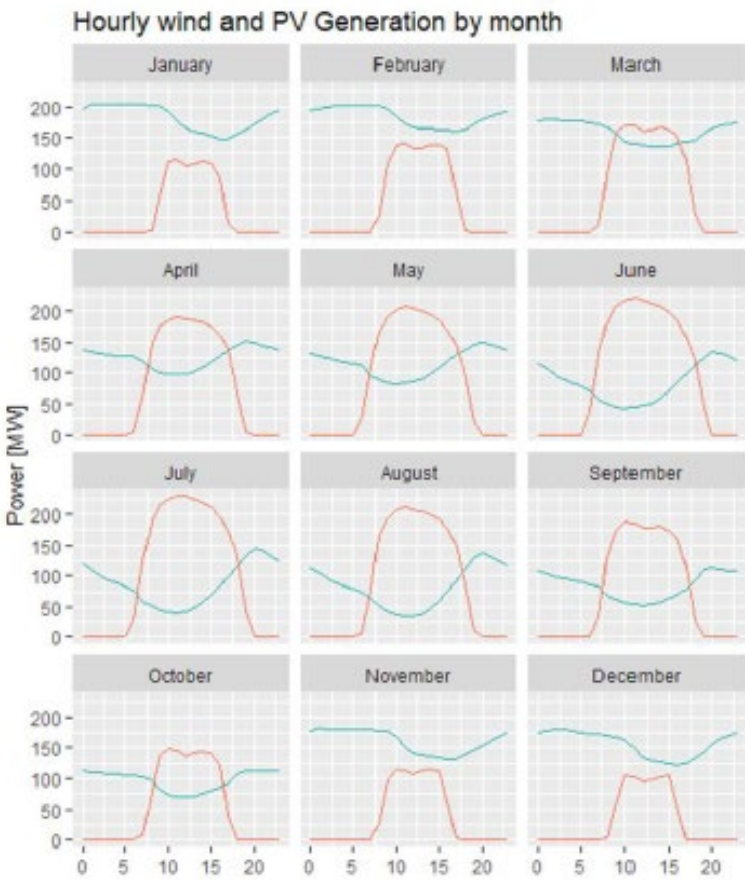 Hourly wind and PV Generation by month
January February March
200
150
100
50
0
April May June
200
150
100
50
0
Power [MW]
July August September
200
150
100
50
0
October November December
200
150
100
50
0
0 5 10 15 20 0 5 10 15 20 0 5 10 15 20